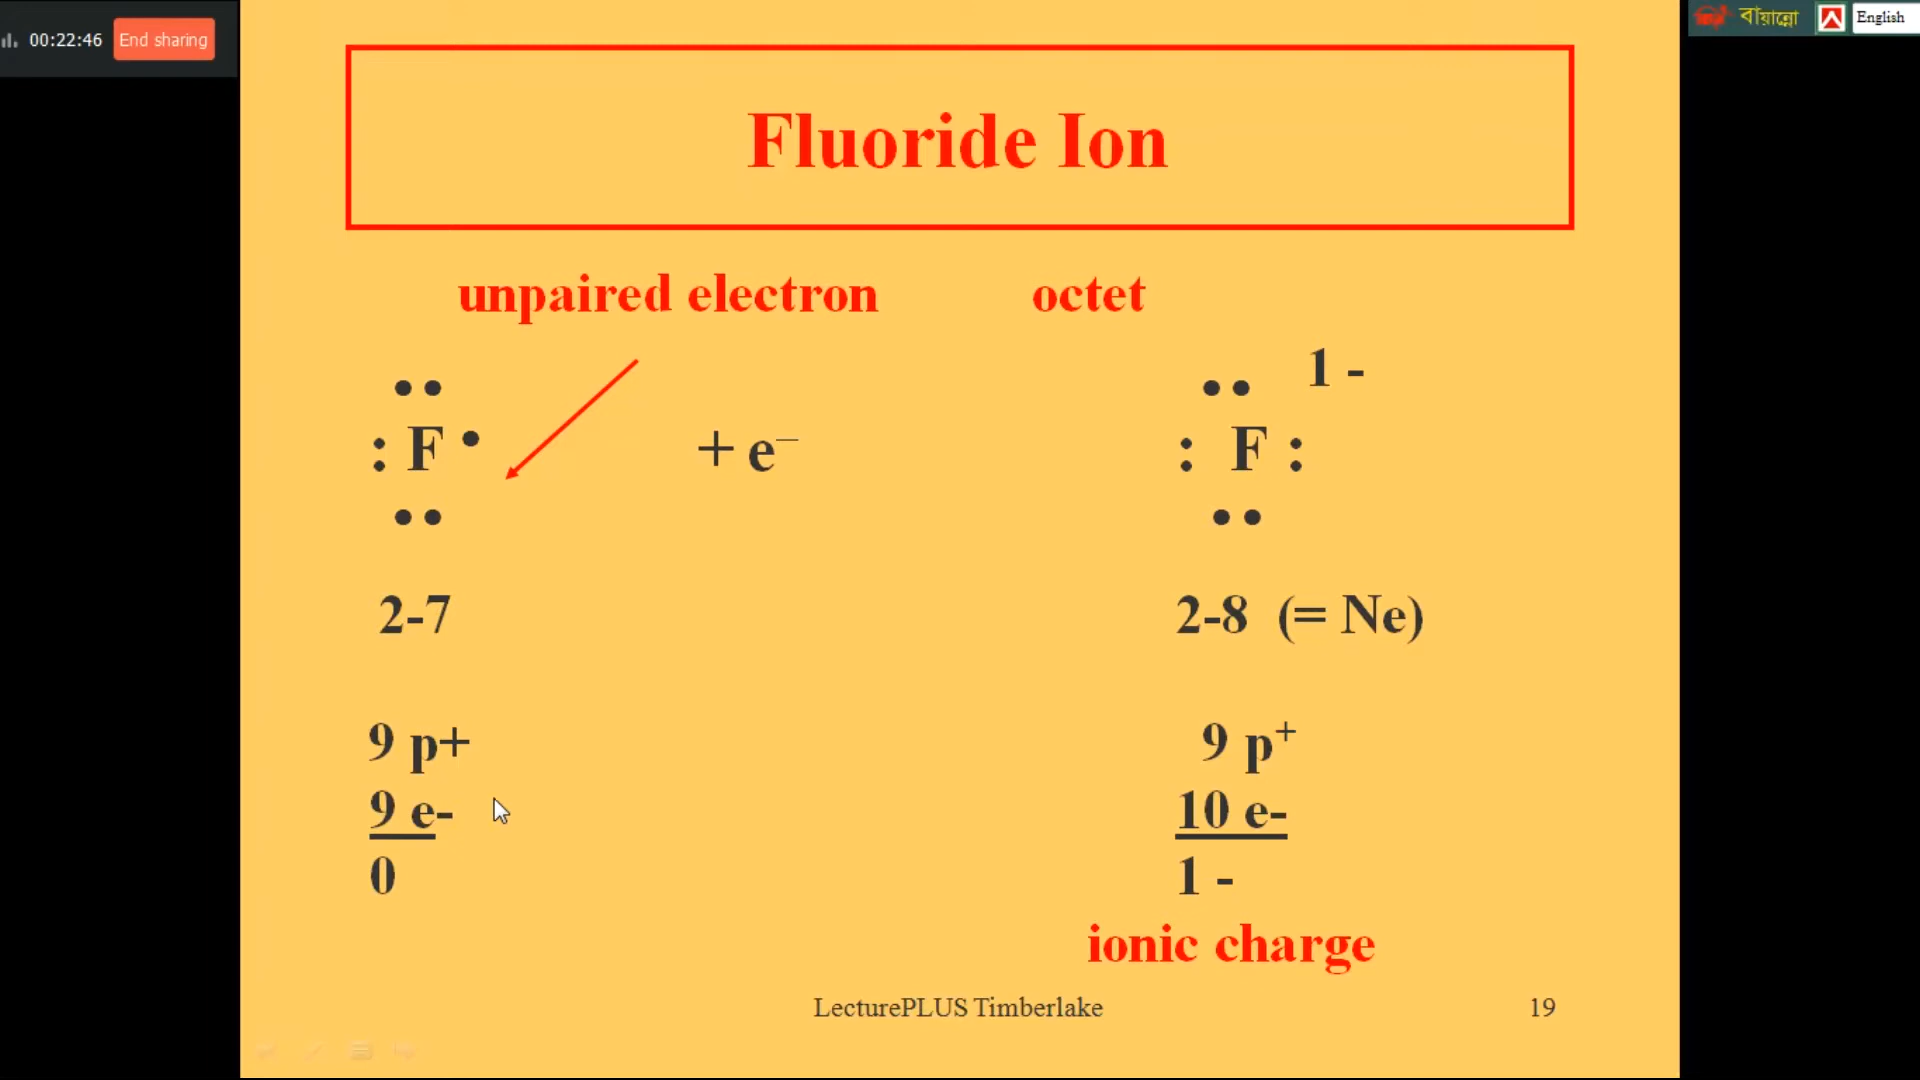 00:22:46 End sharing
বায়ান্নো English
Fluoride Ion
unpaired electron octet
1 -
: F • + e⁻ : F :
2-7 2-8 (= Ne)
9 p+ 9 p⁺
9 e- 10 e-
0 1 -
ionic charge
LecturePLUS Timberlake 19